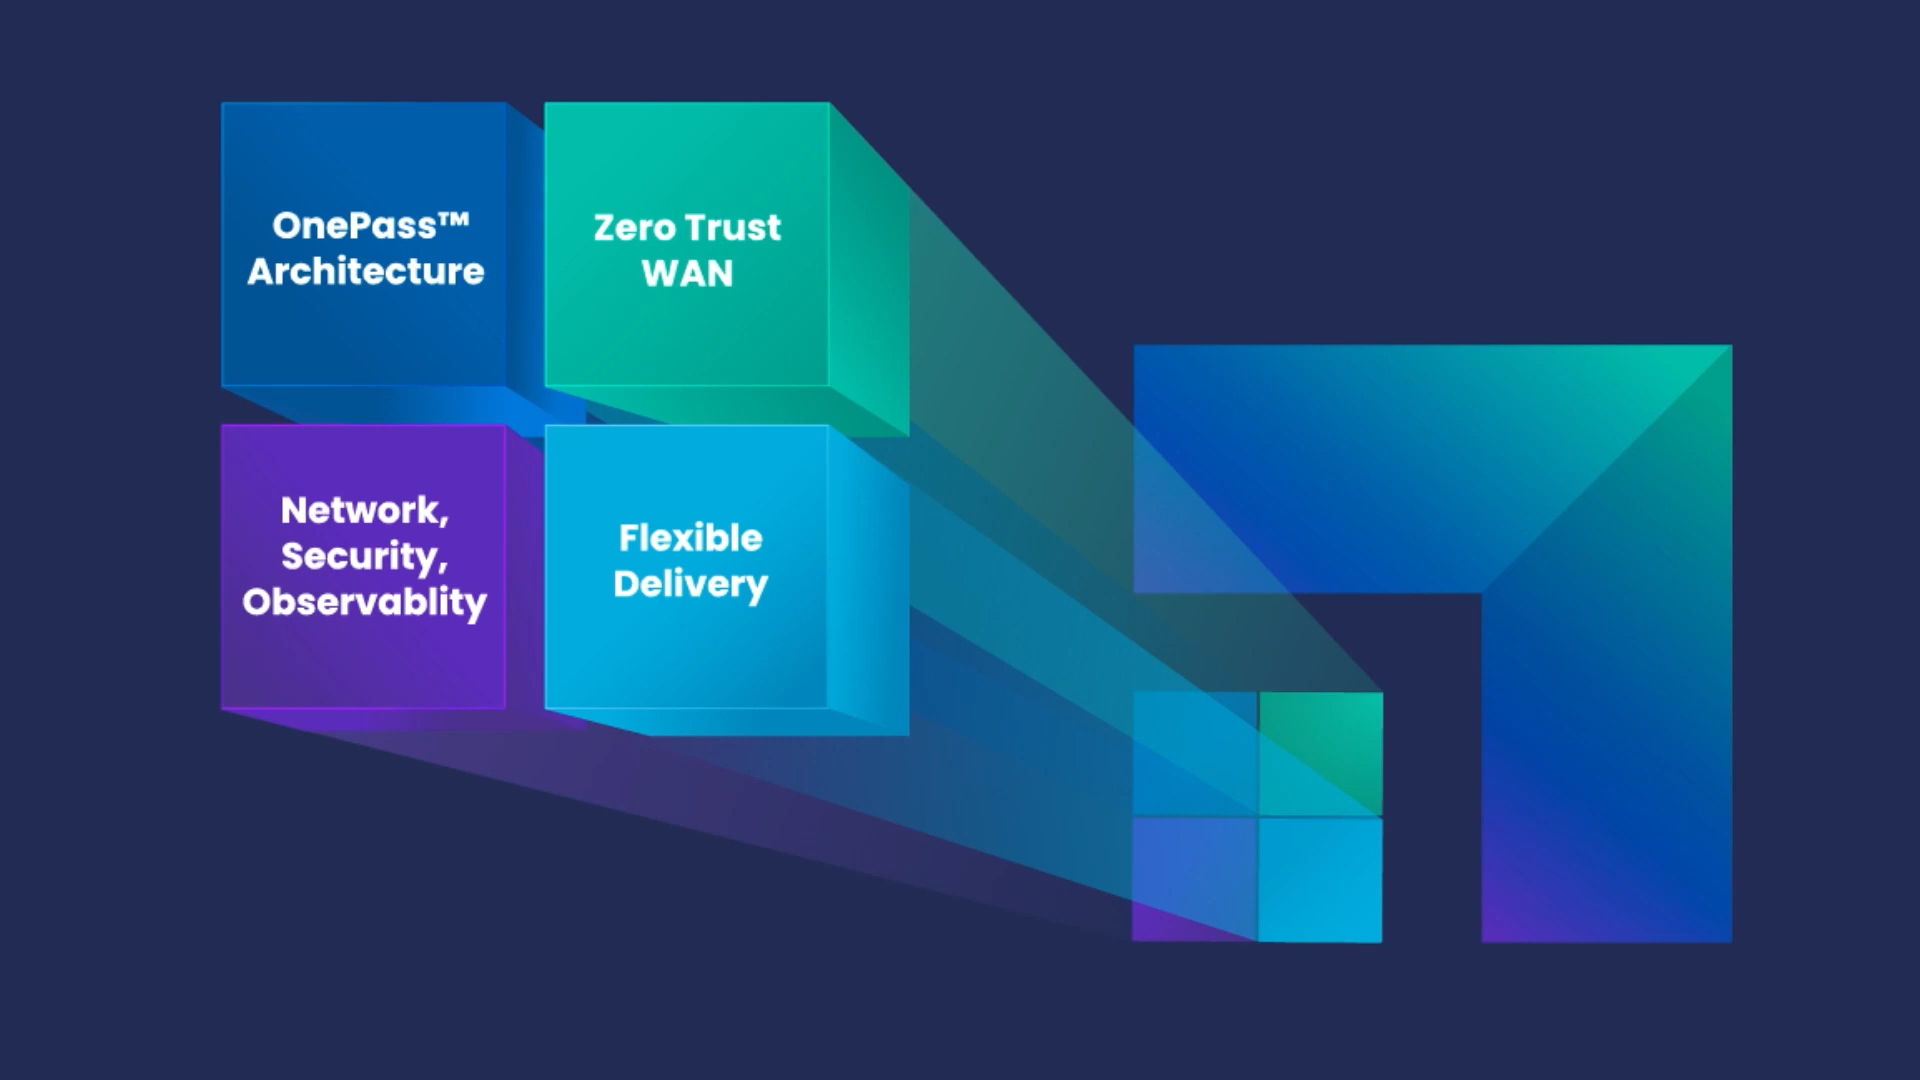 OnePass™
Architecture
Zero Trust
WAN
Network,
Security,
Observablity
Flexible
Delivery